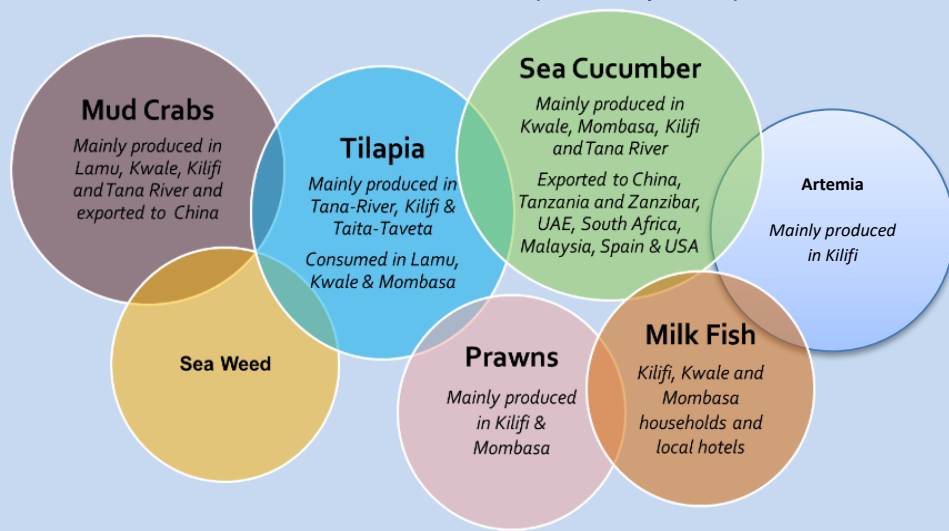 Mud Crabs
Mainly produced in
Lamu, Kwale, Kilifi
and Tana River and
exported to China
Tilapia
Mainly produced in
Tana-River, Kilifi &
Taita-Taveta
Consumed in Lamu,
Kwale & Mombasa
Sea Cucumber
Mainly produced in
Kwale, Mombasa, Kilifi
and Tana River
Exported to China,
Tanzania and Zanzibar,
UAE, South Africa,
Malaysia, Spain & USA
Artemia
Mainly produced
in Kilifi
Sea Weed
Prawns
Mainly produced
in Kilifi &
Mombasa
Milk Fish
Kilifi, Kwale and
Mombasa
households and
local hotels